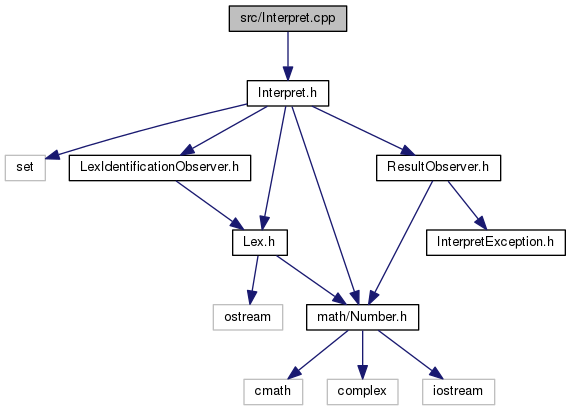 src/Interpret.cpp
Interpret.h
set
LexIdentificationObserver.h
ResultObserver.h
Lex.h
InterpretException.h
ostream
math/Number.h
cmath
complex
iostream